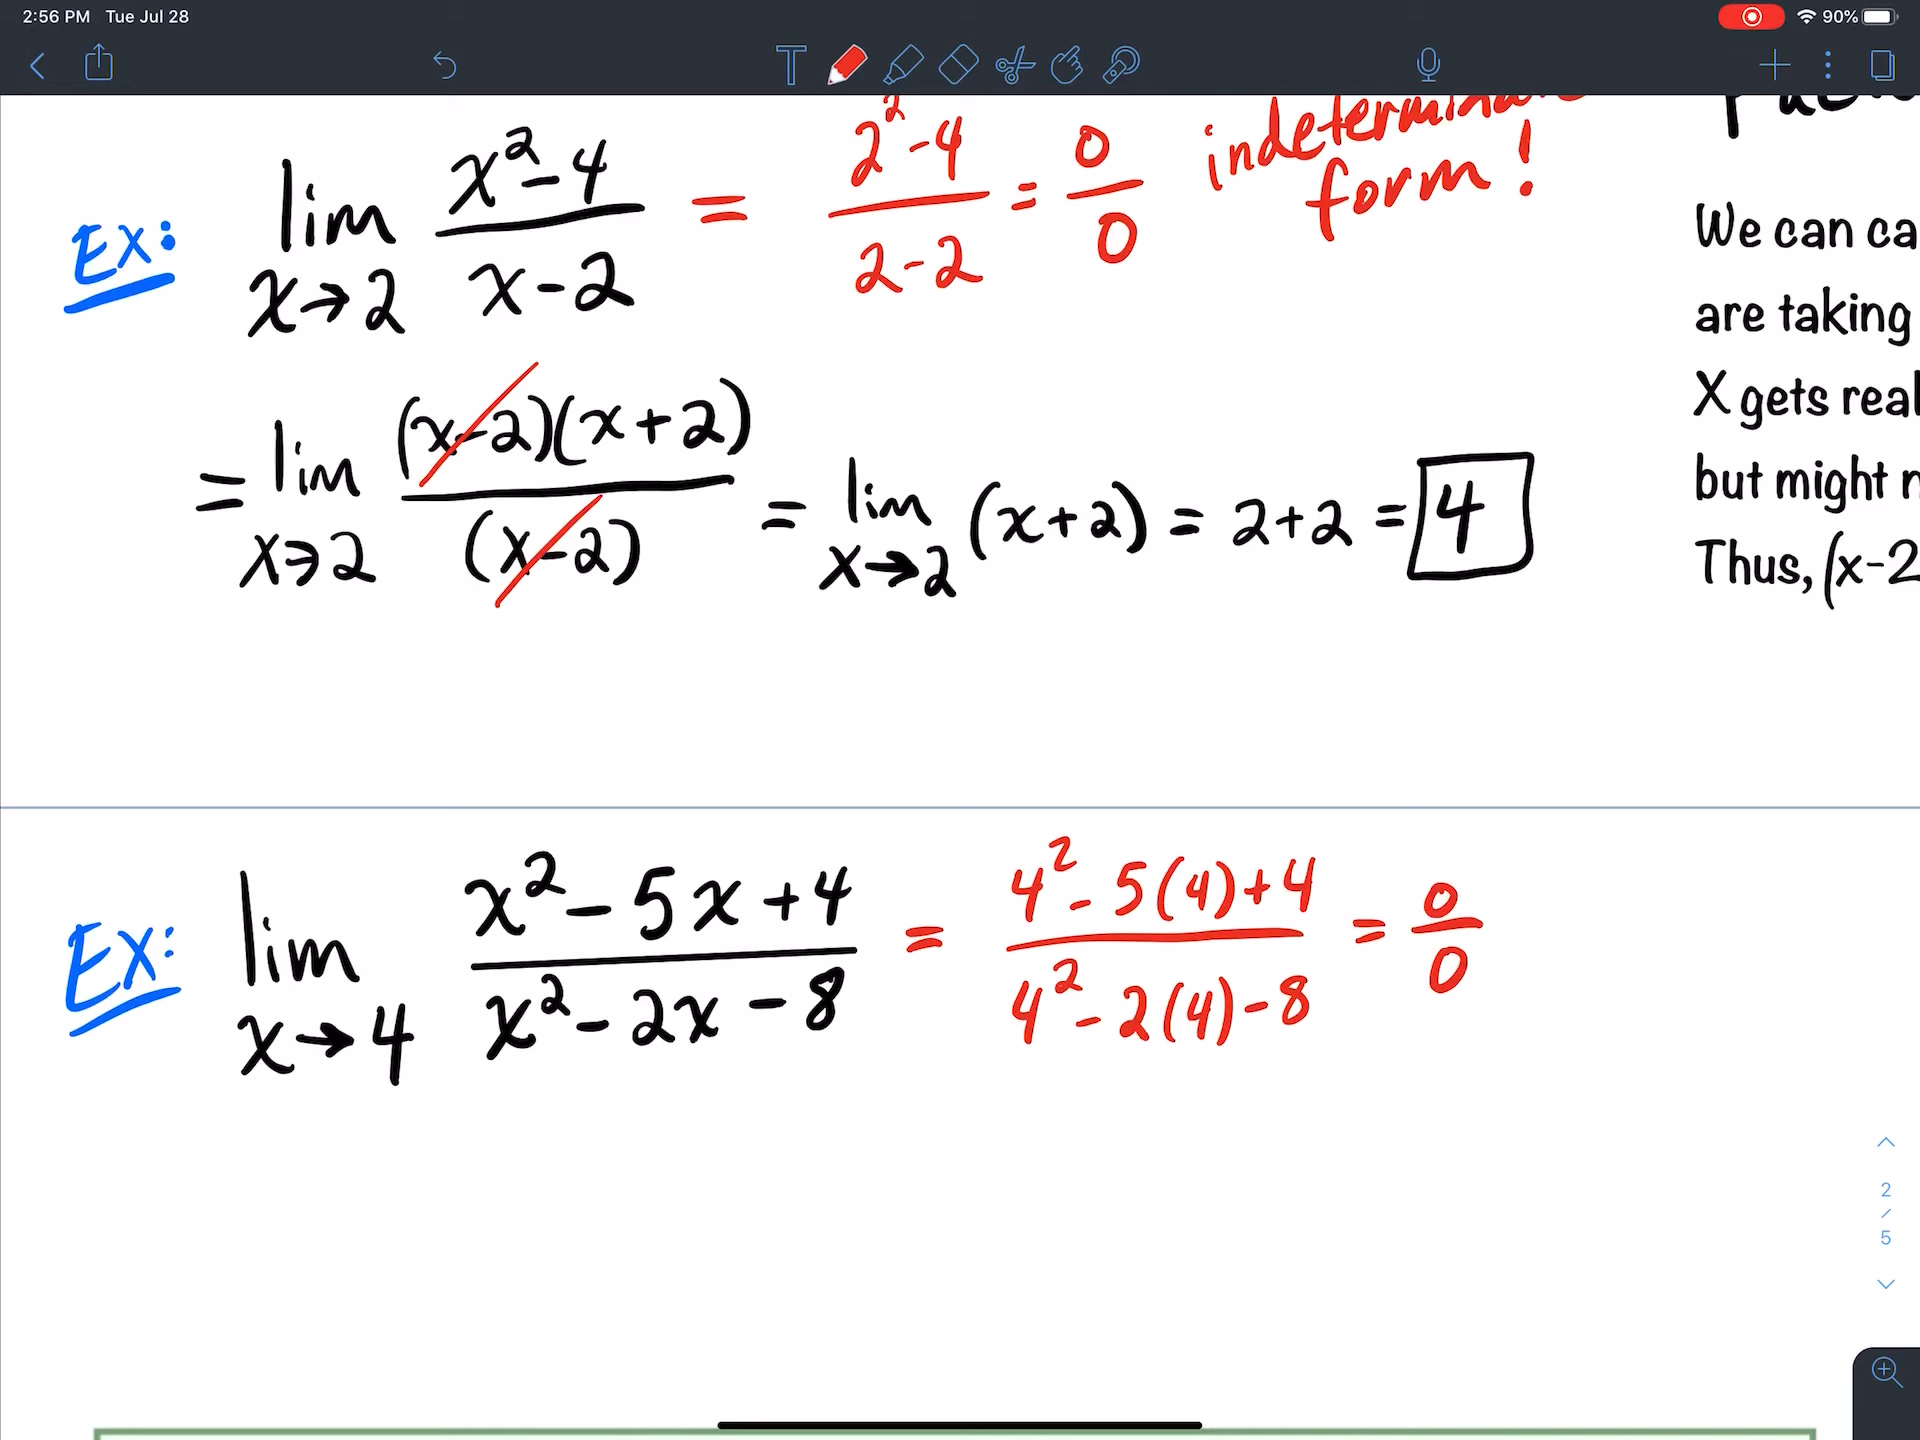 2:56 PM Tue Jul 28
90%
EX: lim x→2 (x²-4)/(x-2) = (2²-4)/(2-2) = 0/0 form!
= lim x→2 (x-2)(x+2)/(x-2) = lim x→2 (x+2) = 2+2 = 4
We can
are taking
X gets
but might
Thus, (x-2
EX: lim x→4 (x²-5x+4)/(x²-2x-8) = (4²-5(4)+4)/(4²-2(4)-8) = 0/0
2
/
5